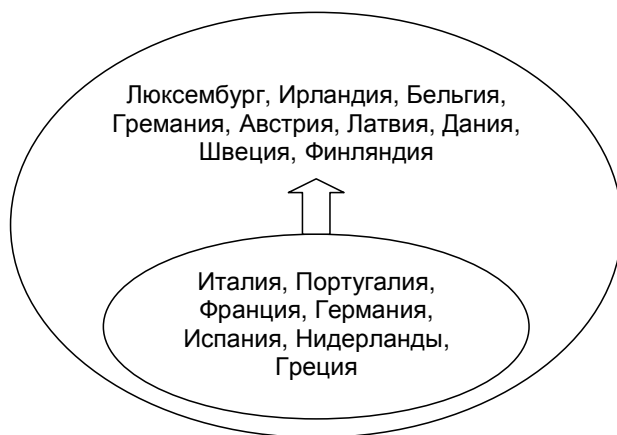 Люксембург, Ирландия, Бельгия,
Гремания, Австрия, Латвия, Дания,
Швеция, Финляндия
Италия, Португалия,
Франция, Германия,
Испания, Нидерланды,
Греция